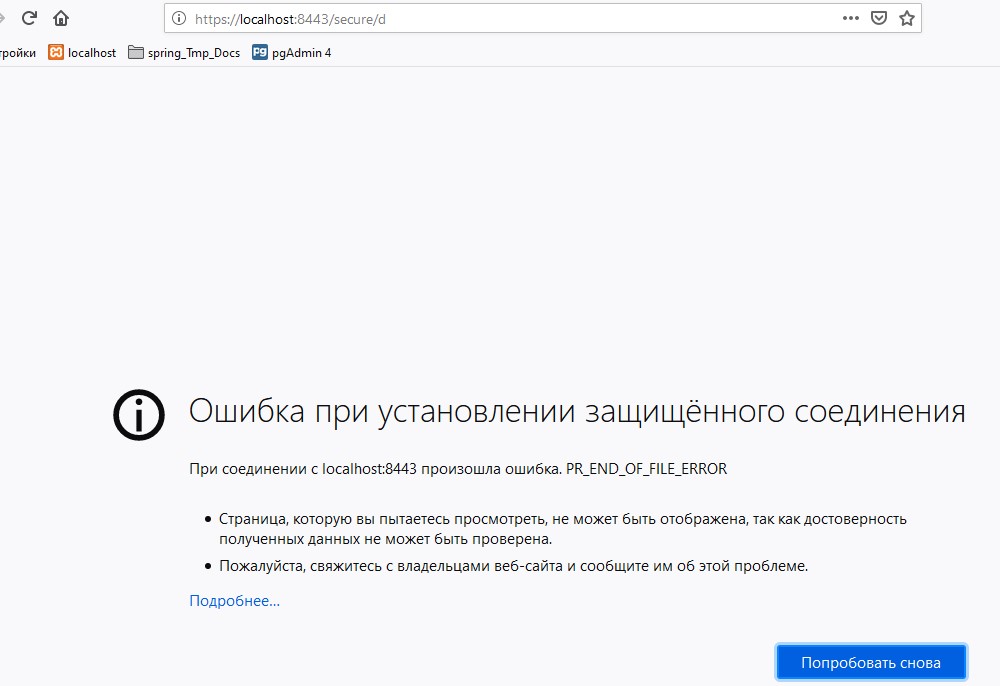 https://localhost:8443/secure/d
тройки localhost spring_Tmp_Docs pgAdmin 4
Ошибка при установлении защищённого соединения
При соединении с localhost:8443 произошла ошибка. PR_END_OF_FILE_ERROR
Страница, которую вы пытаетесь просмотреть, не может быть отображена, так как достоверность
полученных данных не может быть проверена.
Пожалуйста, свяжитесь с владельцами веб-сайта и сообщите им об этой проблеме.
Подробнее...
Попробовать снова